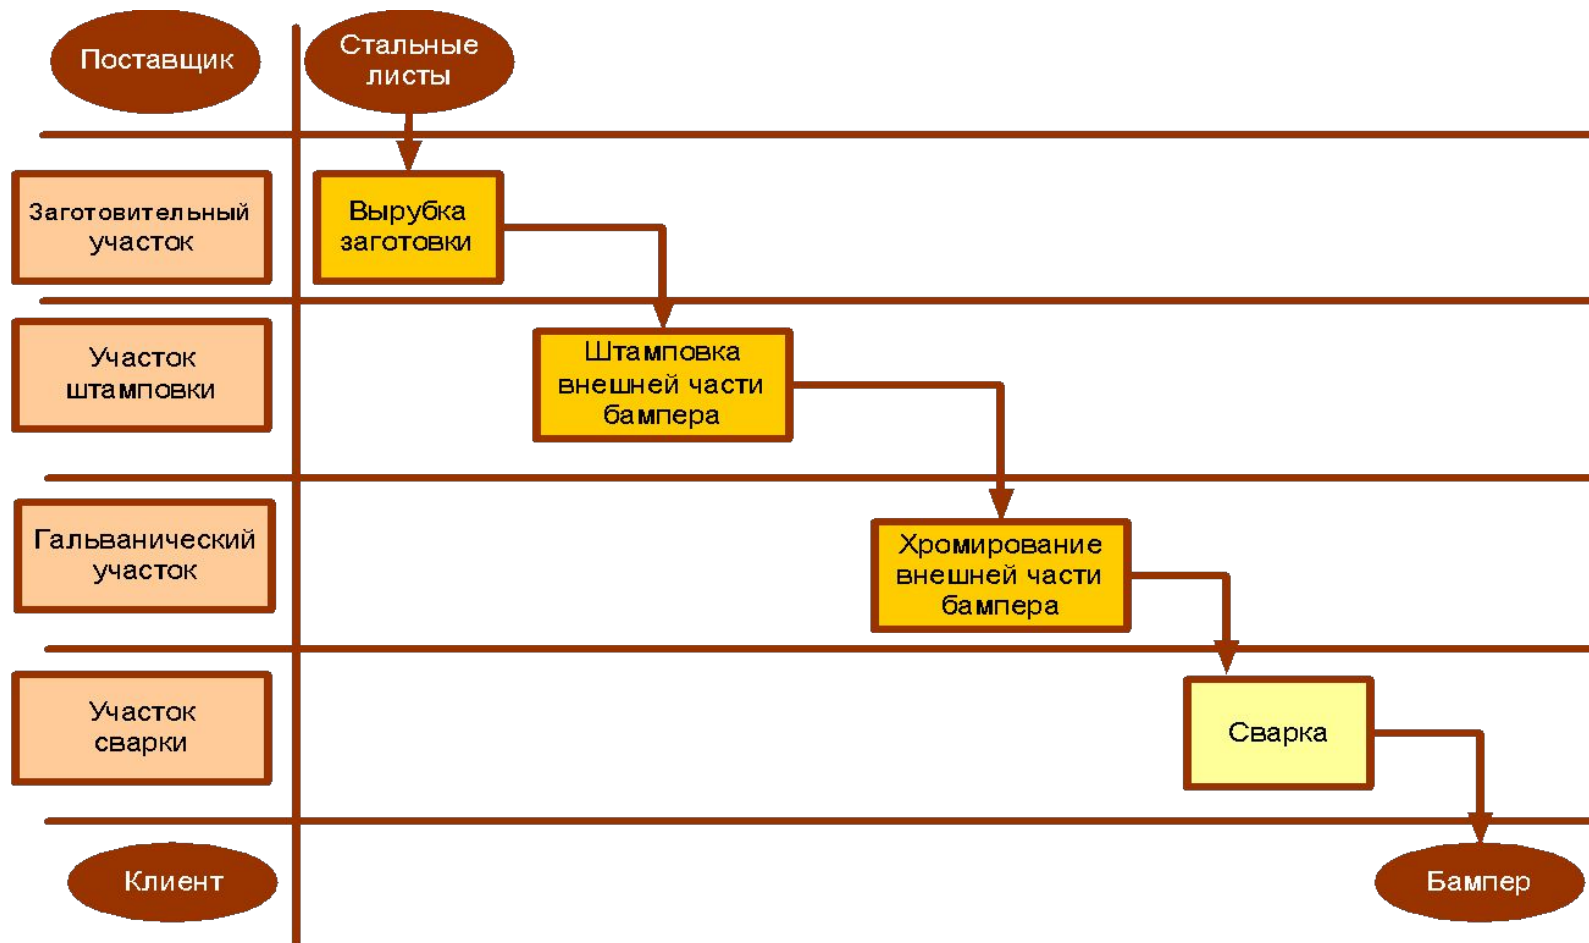 Поставщик
Стальные
листы
Заготовительный
участок
Вырубка
заготовки
Участок
штамповки
Штамповка
внешней части
бампера
Гальванический
участок
Хромирование
внешней части
бампера
Участок
сварки
Сварка
Клиент
Бампер